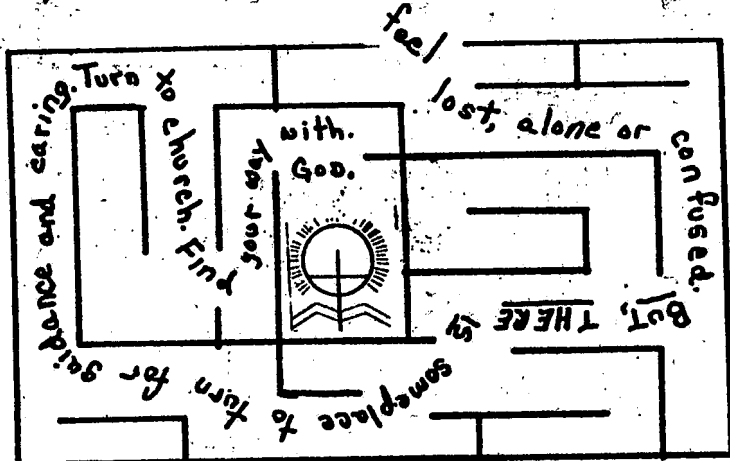 feel
lost, alone or
confused.
BUT, THERE is
someplace to turn for guidance and caring.
Turn to church. Find your way
with.
GOD.